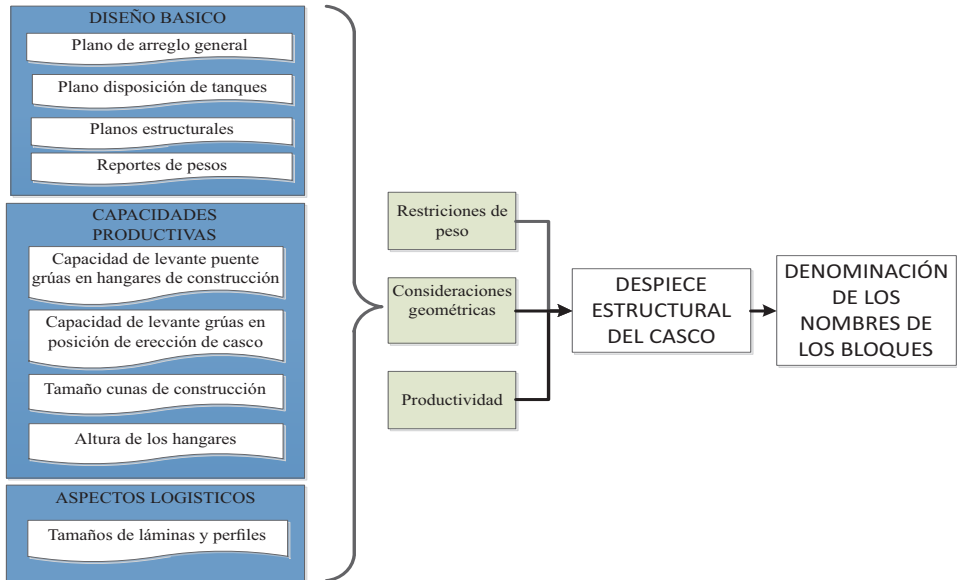 DISEÑO BASICO
Plano de arreglo general
Plano disposición de tanques
Planos estructurales
Reportes de pesos
CAPACIDADES
PRODUCTIVAS
Capacidad de levante puente
grúas en hangares de construcción
Capacidad de levante grúas en
posición de erección de casco
Tamaño cunas de construcción
Altura de los hangares
ASPECTOS LOGISTICOS
Tamaños de láminas y perfiles
Restriciones de
peso
Consideraciones
geométricas
Productividad
DESPIECE
ESTRUCTURAL
DEL CASCO
DENOMINACIÓN
DE LOS
NOMBRES DE
LOS BLOQUES